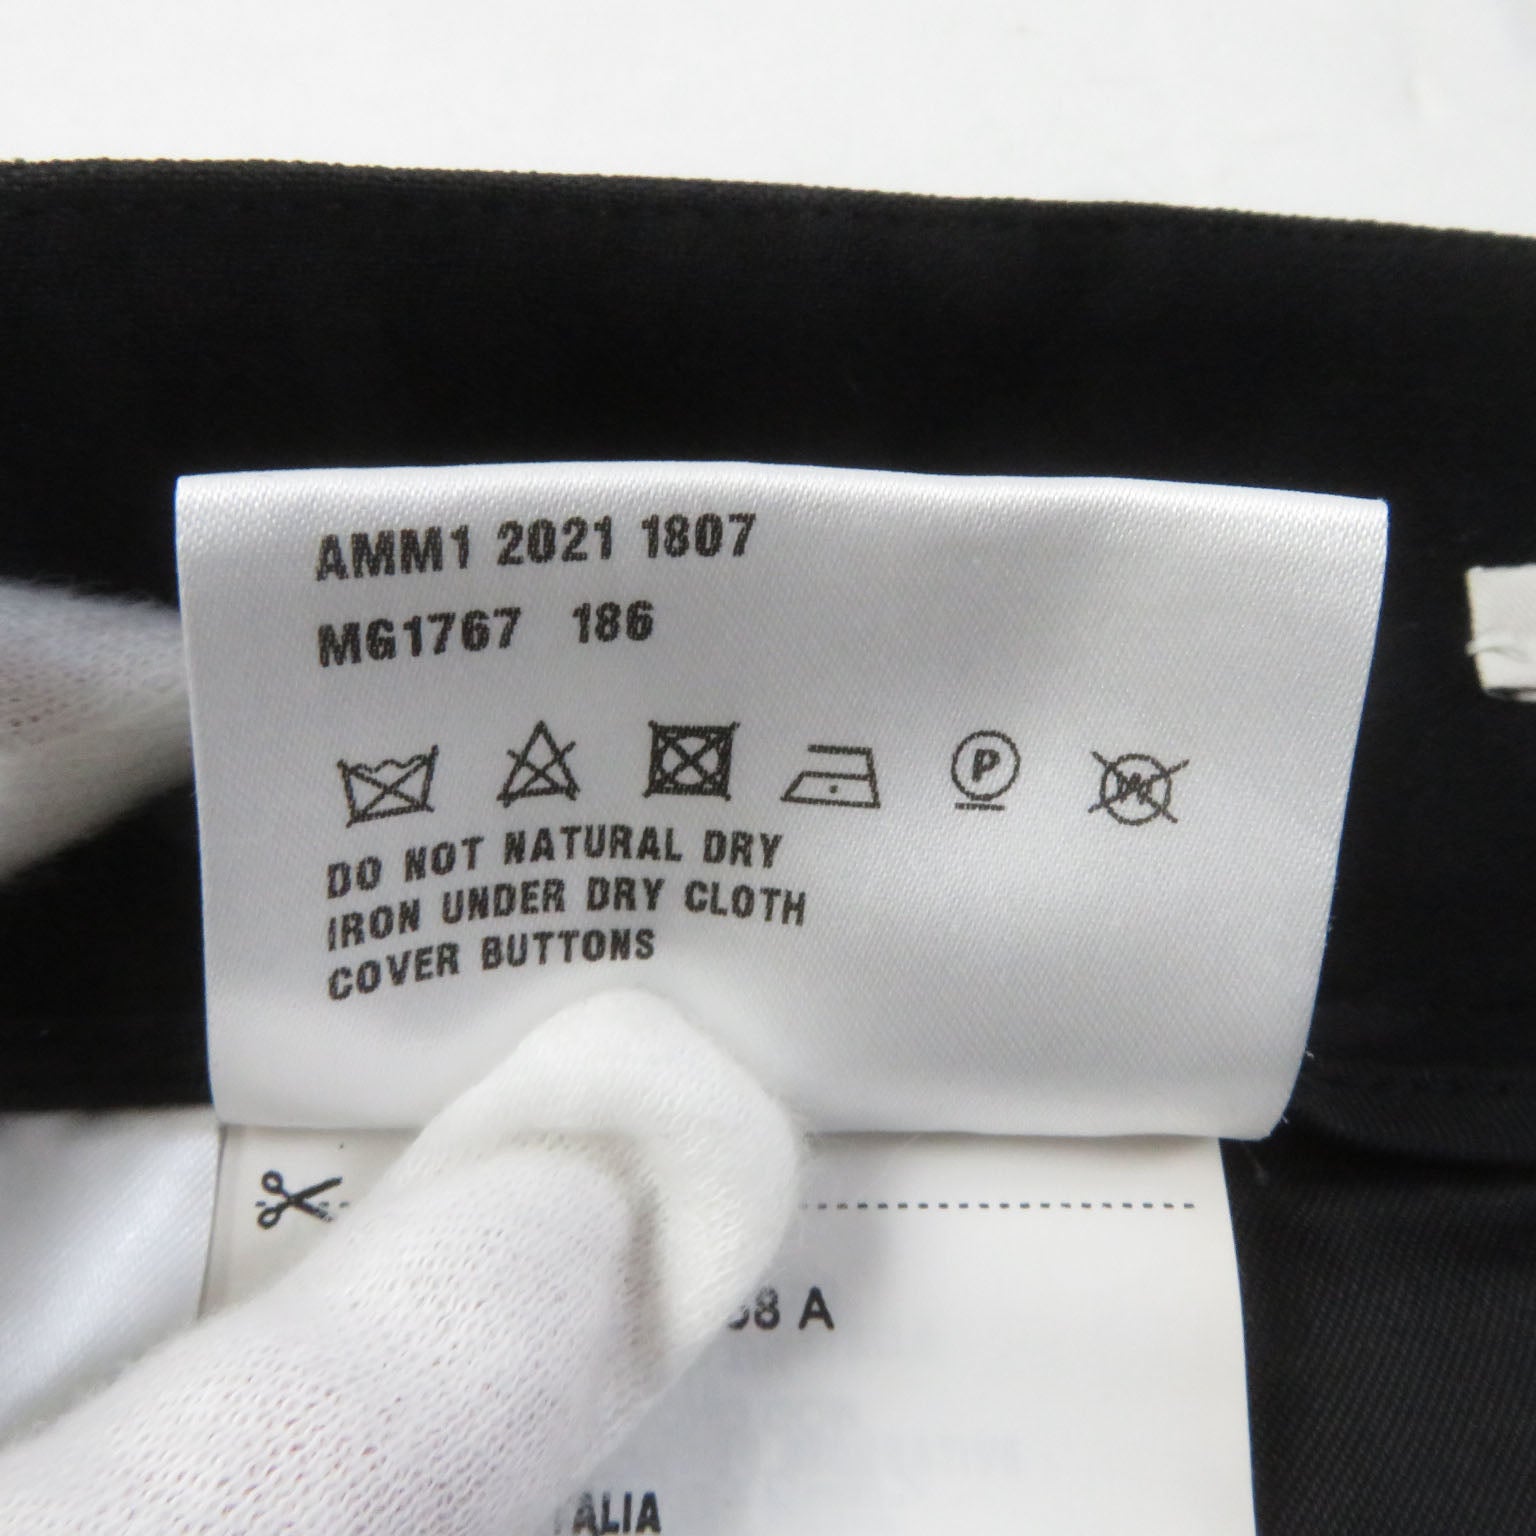 AMM1 2021 1807
MG1767 186
P W
DO NOT NATURAL DRY
IRON UNDER DRY CLOTH
COVER BUTTONS
A